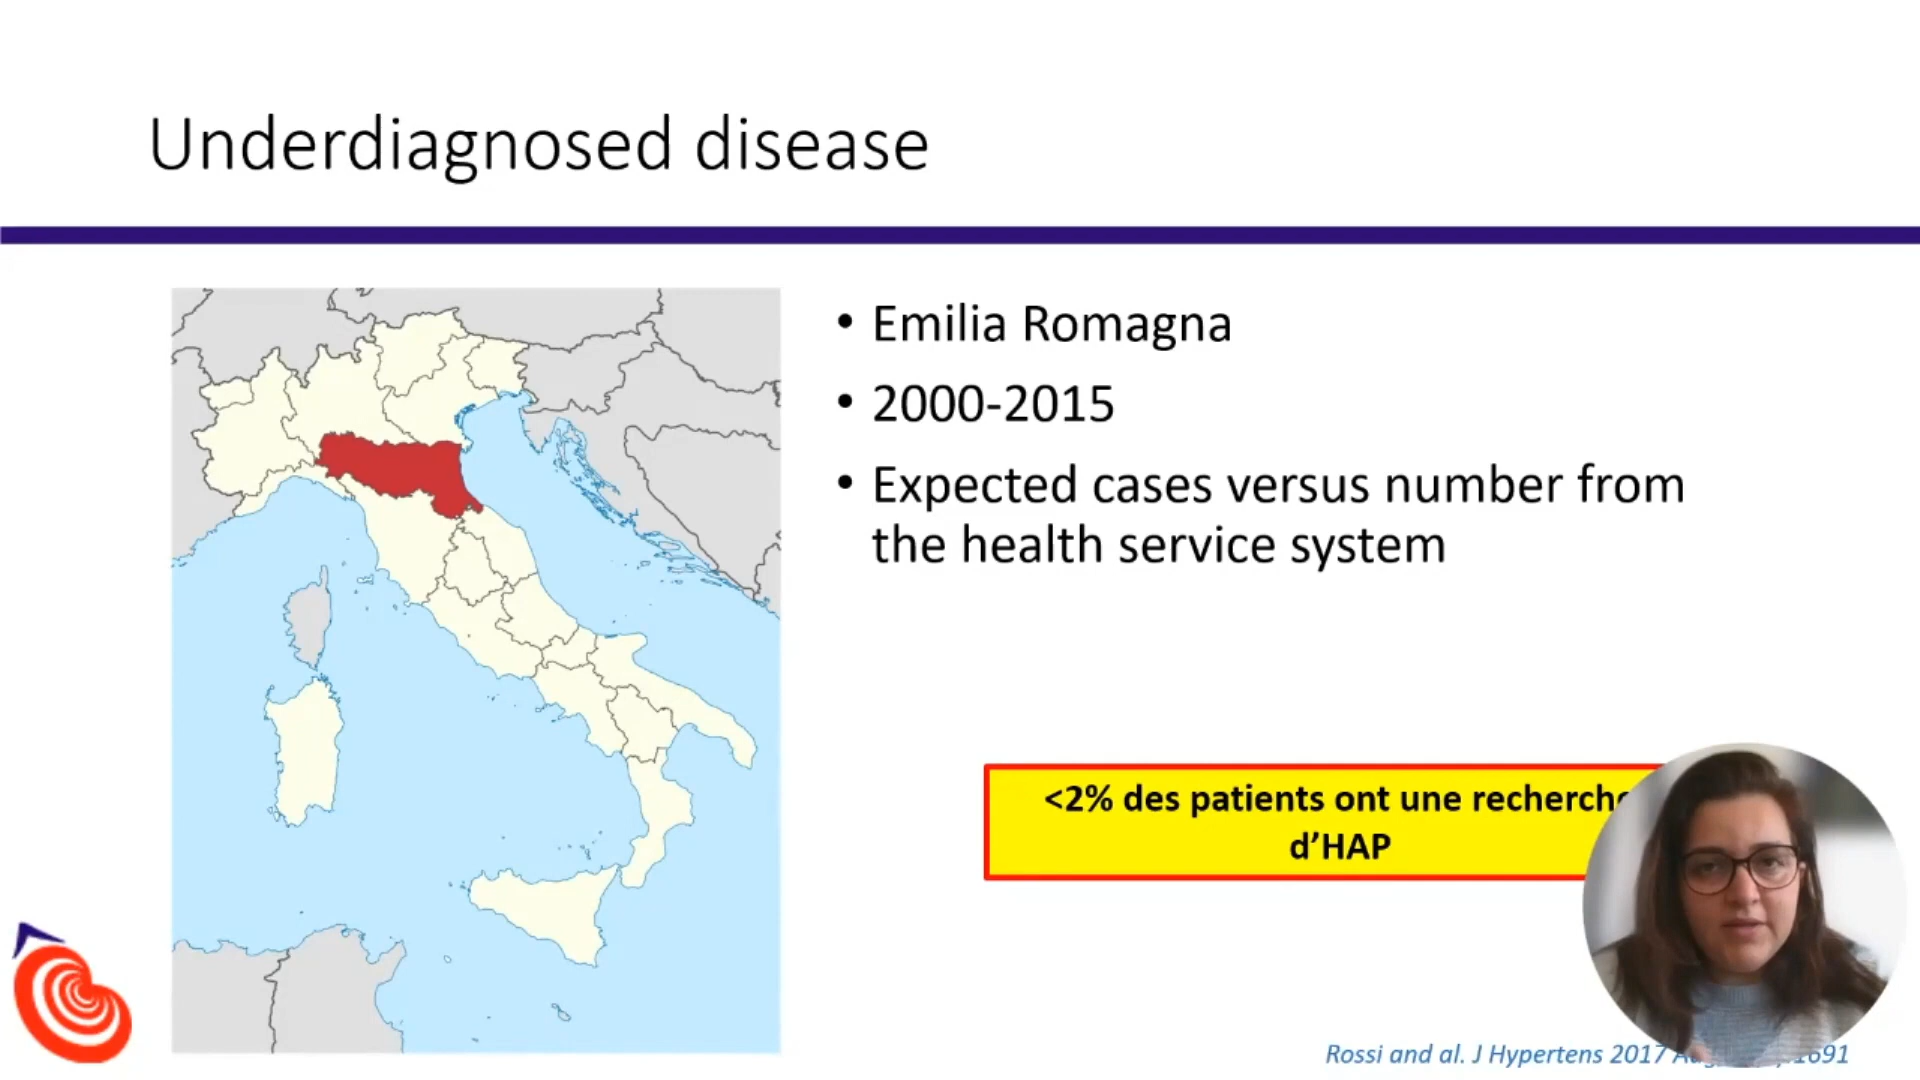 Underdiagnosed disease
• Emilia Romagna
• 2000-2015
• Expected cases versus number from
the health service system
<2% des patients ont une recherche
d’HAP
Rossi and al. J Hypertens 2017